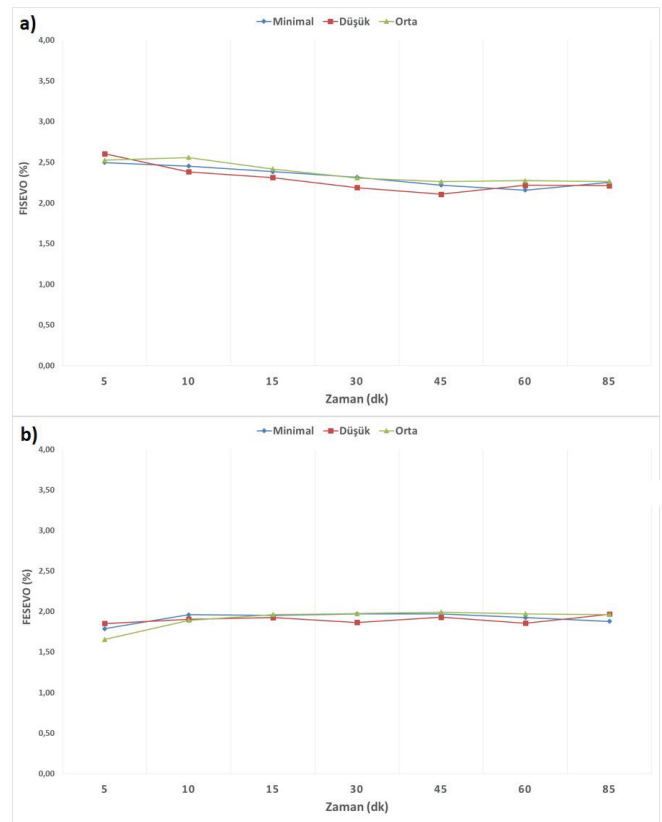 a)
Minimal Düşük Orta
4,00
3,50
3,00
2,50
2,00
1,50
1,00
0,50
0,00
FISEVO (%)
5 10 15 30 45 60 85
Zaman (dk)
b)
Minimal Düşük Orta
4,00
3,50
3,00
2,50
2,00
1,50
1,00
0,50
0,00
FESEVO (%)
5 10 15 30 45 60 85
Zaman (dk)